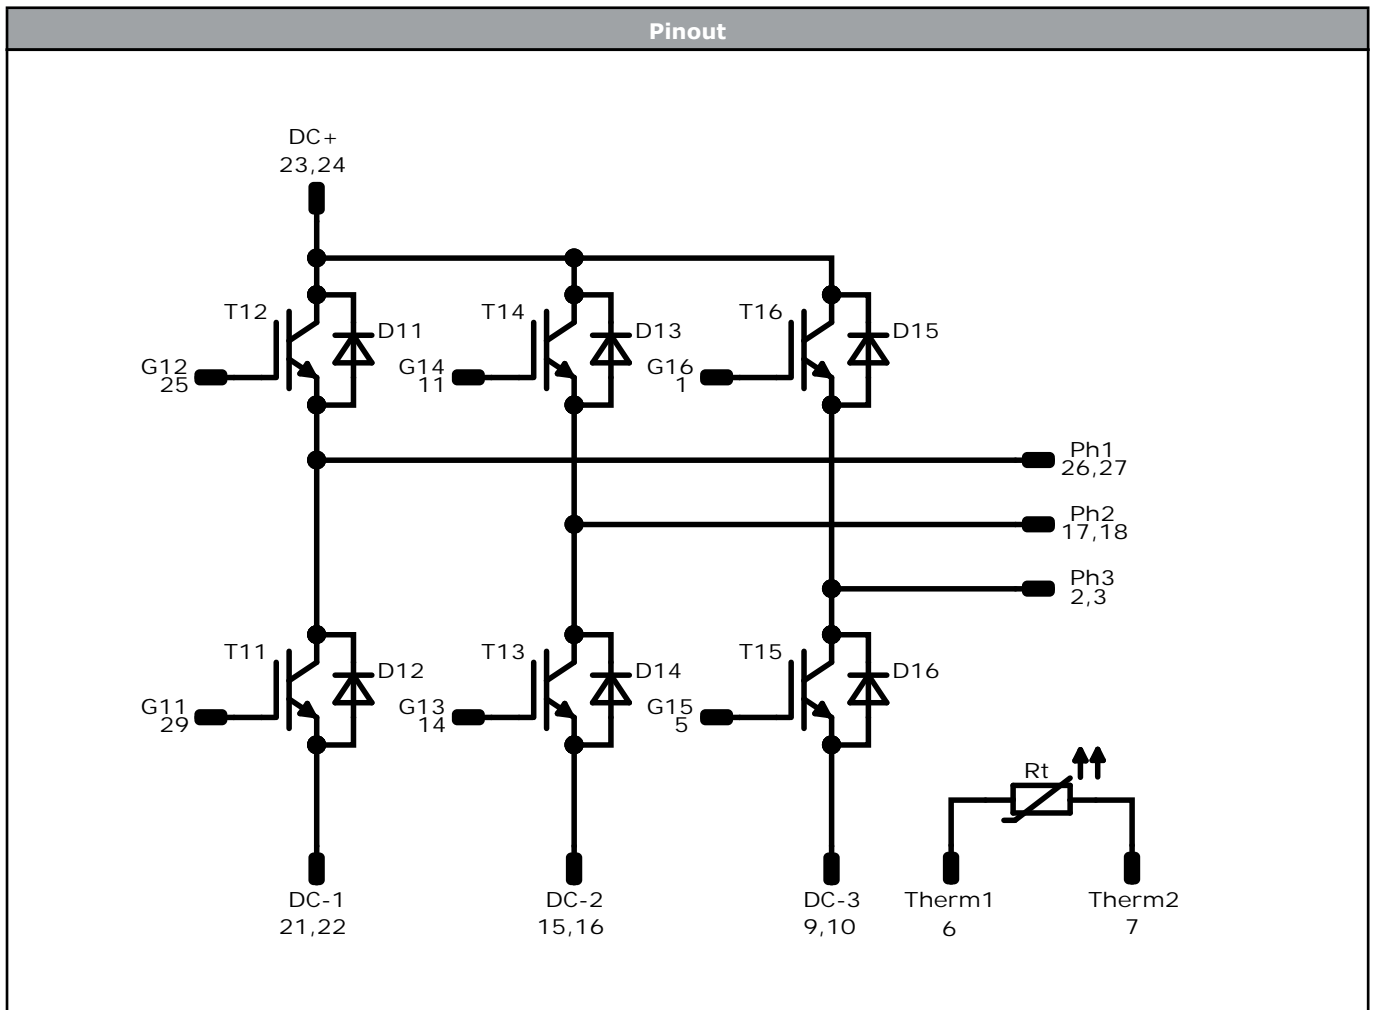 Pinout
DC+
23,24
T12
D11
G12
25
T14
D13
G14
11
T16
D15
G16
1
Ph1
26,27
Ph2
17,18
Ph3
2,3
T11
D12
G11
29
T13
D14
G13
14
T15
D16
G15
5
Rt
DC-1
21,22
DC-2
15,16
DC-3
9,10
Therm1
6
Therm2
7